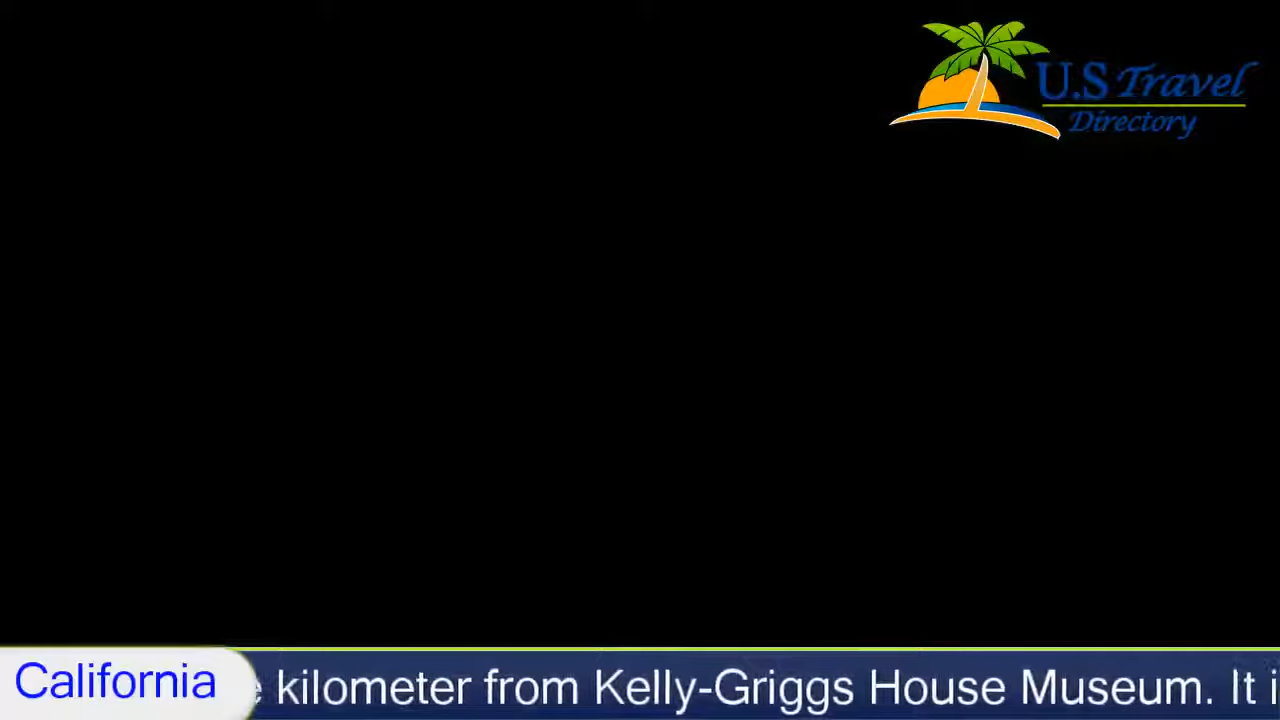 U.S Travel
Directory
California
kilometer from Kelly-Griggs House Museum. It